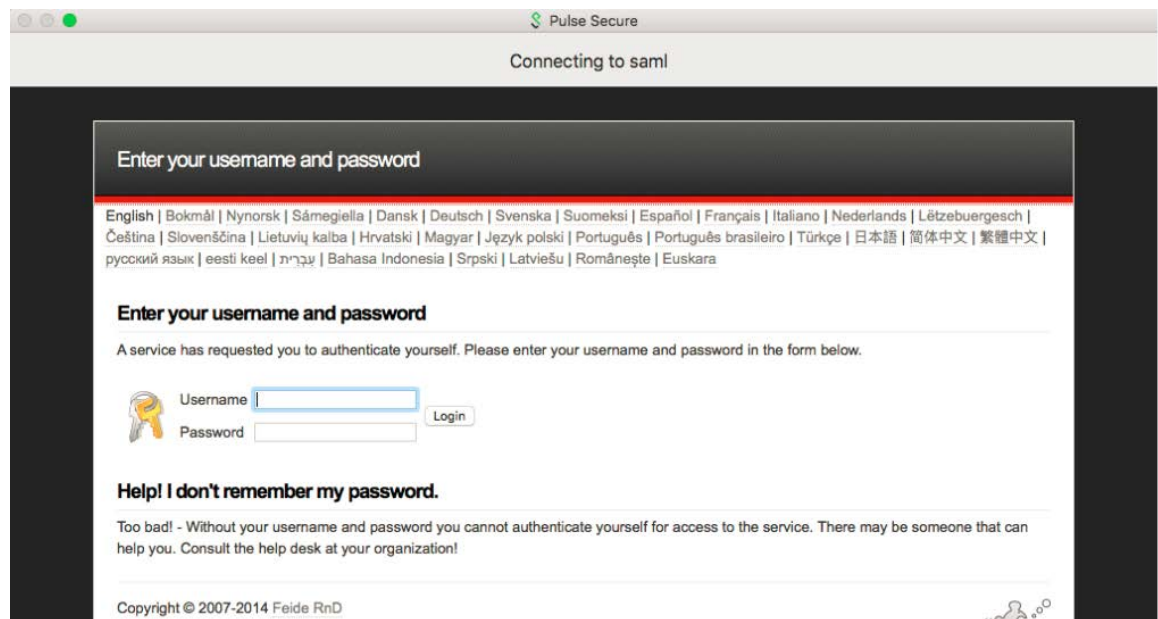 Pulse Secure
Connecting to saml
Enter your username and password
English | Bokmål | Nynorsk | Sámegiella | Dansk | Deutsch | Svenska | Suomeksi | Español | Français | Italiano | Nederlands | Lëtzebuergesch |
Čeština | Slovenščina | Lietuvių kalba | Hrvatski | Magyar | Język polski | Português | Português brasileiro | Türkçe | 日本語 | 简体中文 | 繁體中文 |
русский язык | eesti keel | עִבְרִית | Bahasa Indonesia | Srpski | Latviešu | Românește | Euskara
Enter your username and password
A service has requested you to authenticate yourself. Please enter your username and password in the form below.
Username
Login
Password
Help! I don't remember my password.
Too bad! - Without your username and password you cannot authenticate yourself for access to the service. There may be someone that can
help you. Consult the help desk at your organization!
Copyright © 2007-2014 Feide RnD